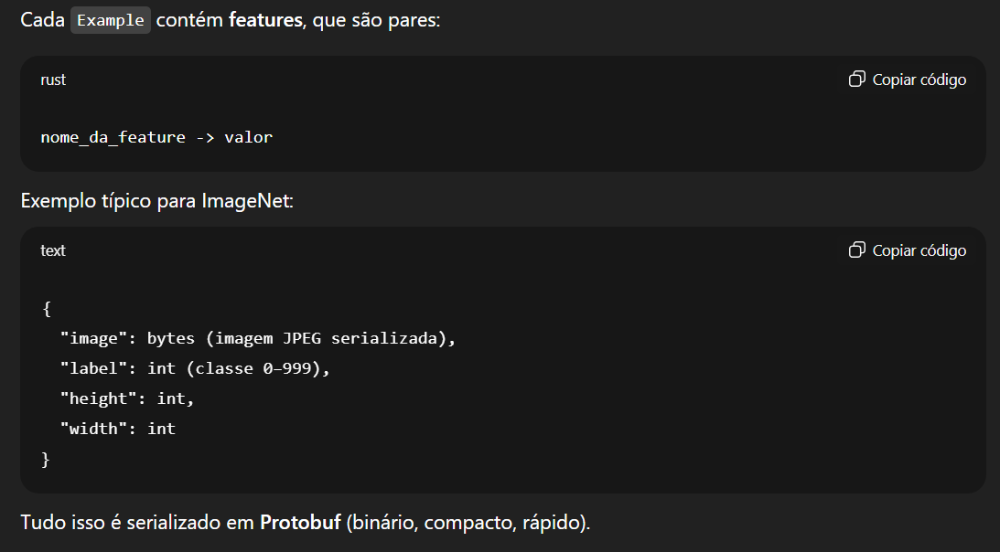 Cada Example contém features, que são pares:
rust
Copiar código
nome_da_feature -> valor
Exemplo típico para ImageNet:
text
Copiar código
{
  "image": bytes (imagem JPEG serializada),
  "label": int (classe 0–999),
  "height": int,
  "width": int
}
Tudo isso é serializado em Protobuf (binário, compacto, rápido).